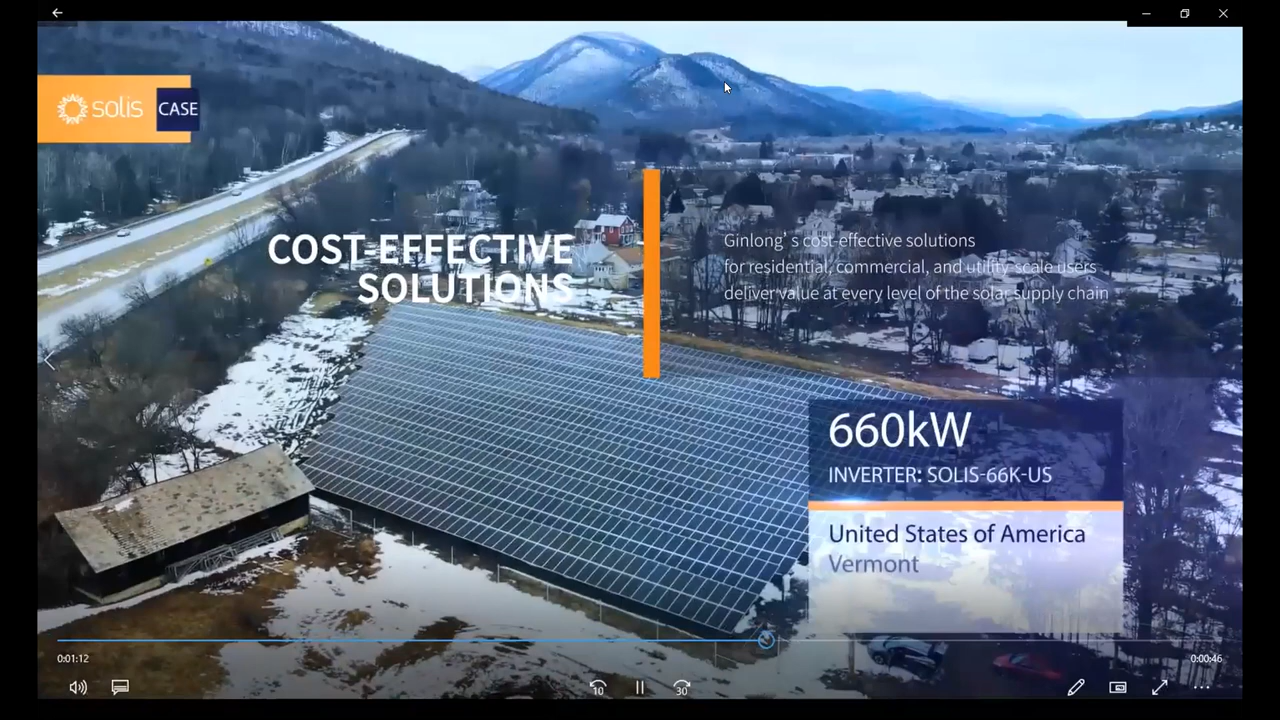 solis CASE
COST-EFFECTIVE
SOLUTIONS
Ginlong's cost-effective solutions
for residential, commercial, and utility-scale users
deliver value at every level of the solar supply chain
660kW
INVERTER: SOLIS-66K-US
United States of America
Vermont
0:01:12
0:00:46
10
30